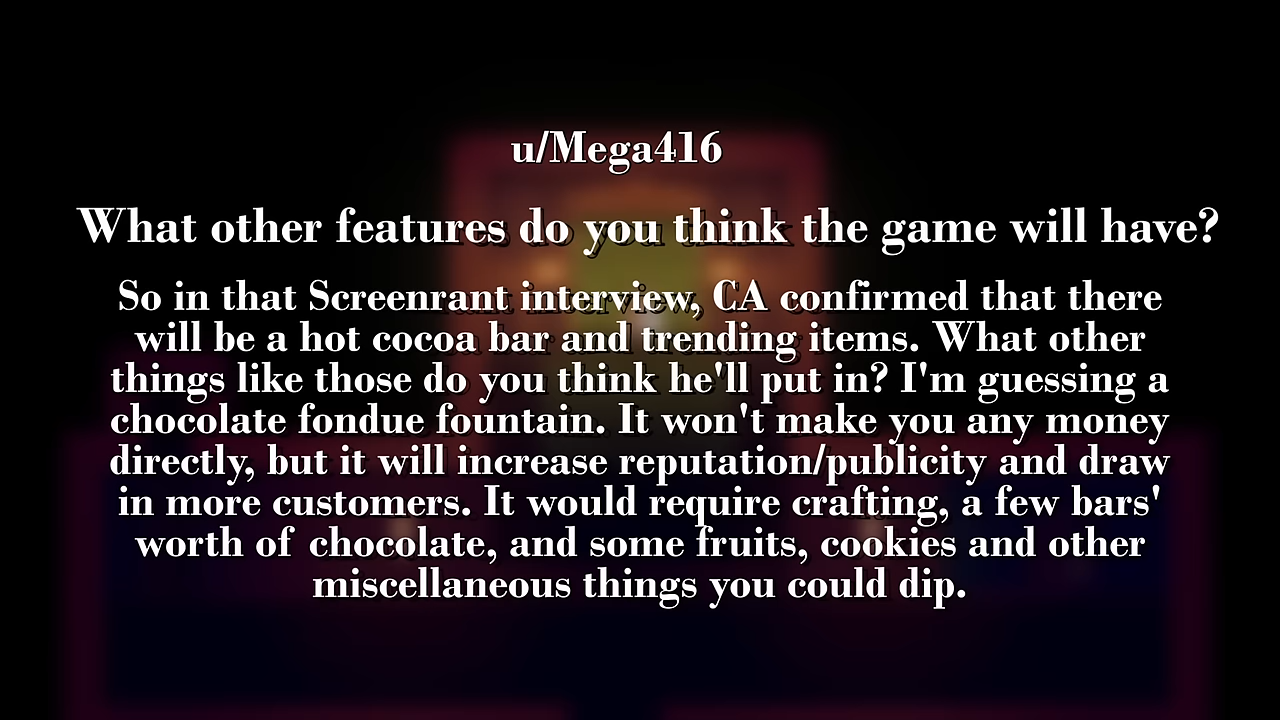 u/Mega416
What other features do you think the game will have?
So in that Screenrant interview, CA confirmed that there
will be a hot cocoa bar and trending items. What other
things like those do you think he'll put in? I'm guessing a
chocolate fondue fountain. It won't make you any money
directly, but it will increase reputation/publicity and draw
in more customers. It would require crafting, a few bars'
worth of chocolate, and some fruits, cookies and other
miscellaneous things you could dip.